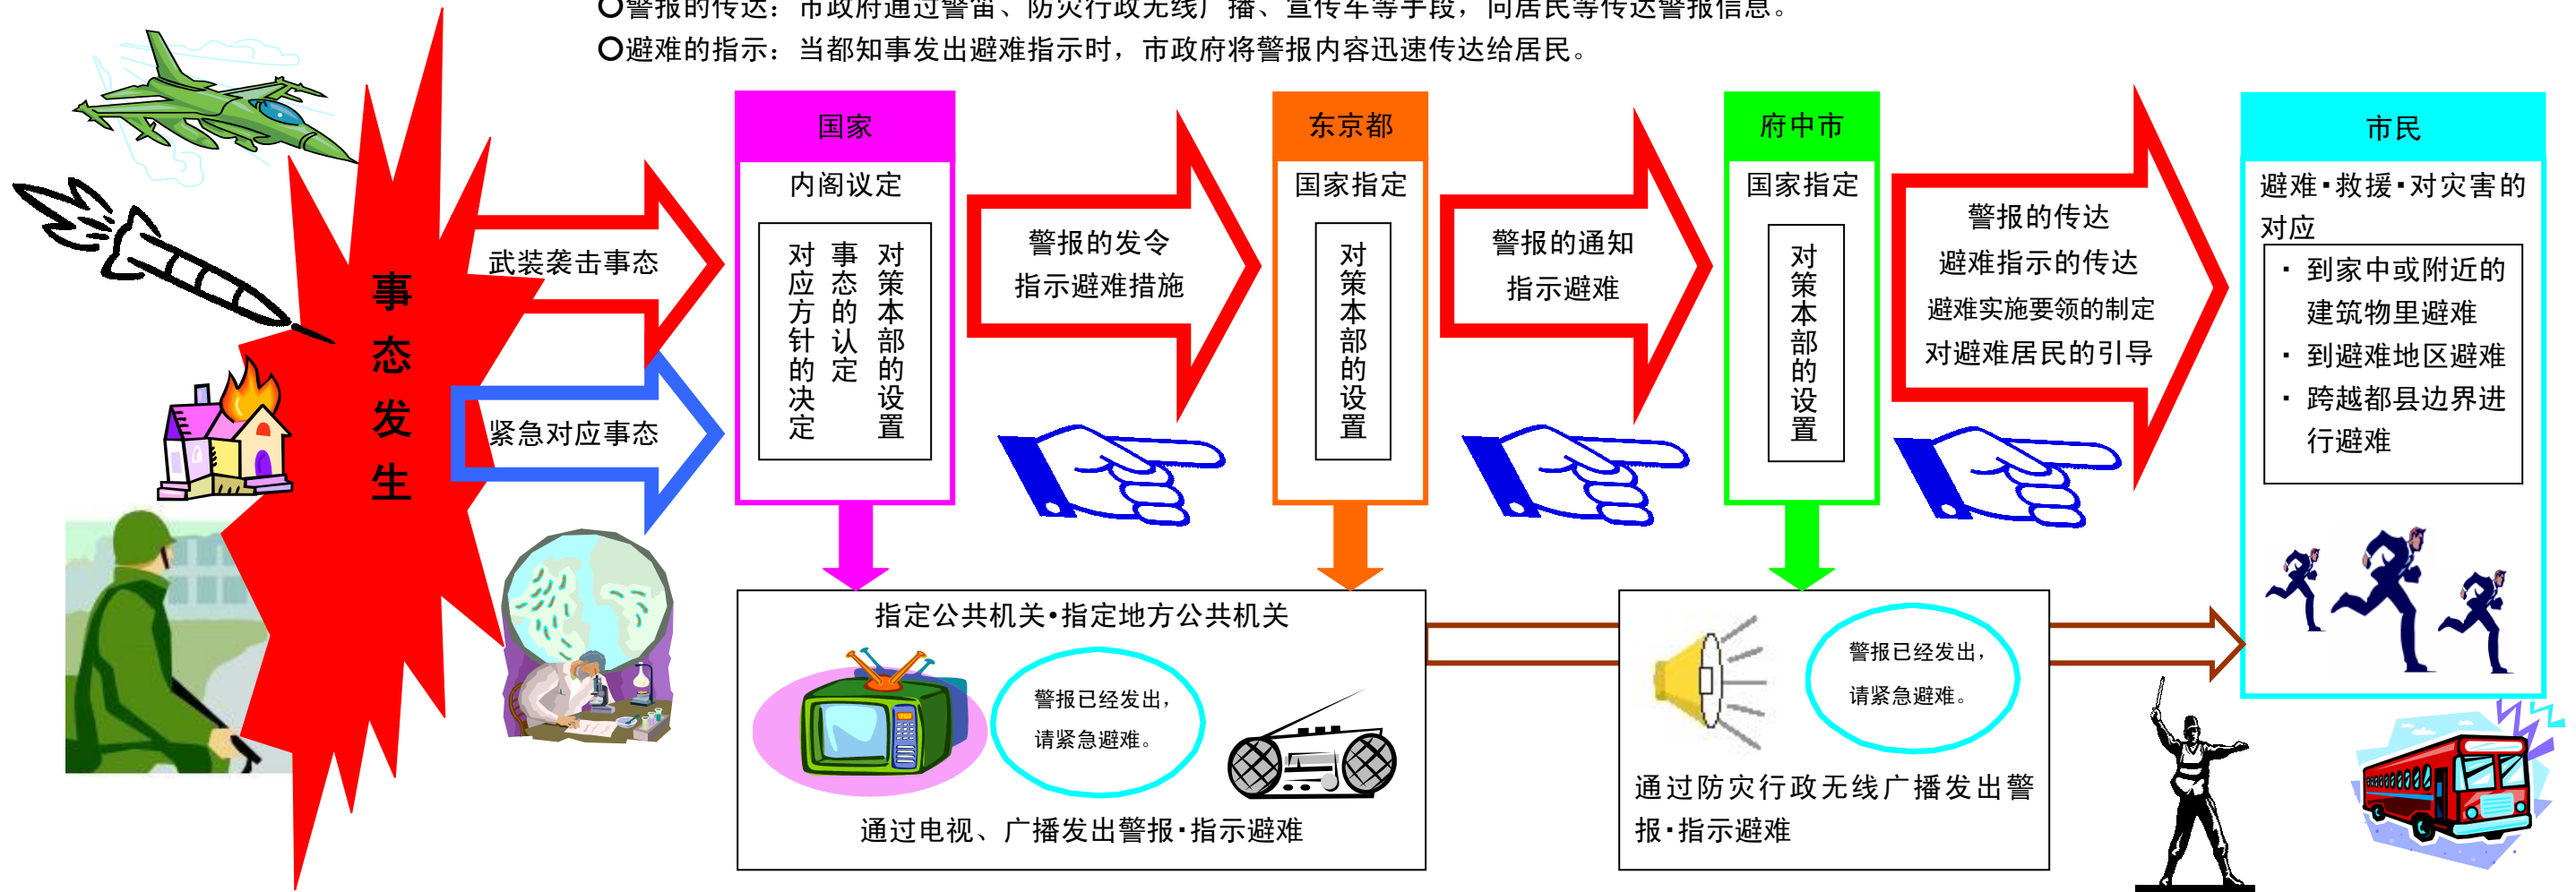 ○警报的传达：市政府通过警笛、防灾行政无线广播、宣传车等手段，向居民等传达警报信息。
○避难的指示：当都知事发出避难指示时，市政府将警报内容迅速传达给居民。
事态发生
武装袭击事态
紧急对应事态
国家
内阁议定
对策本部的设置
事态的认定
对应方针的决定
警报的发令
指示避难措施
东京都
国家指定
对策本部的设置
警报的通知
指示避难
府中市
国家指定
对策本部的设置
警报的传达
避难指示的传达
避难实施要领的制定
对避难居民的引导
市民
避难▪救援▪对灾害的
对应
▪ 到家中或附近的
建筑物里避难
▪ 到避难地区避难
▪ 跨越都县边界进
行避难
指定公共机关•指定地方公共机关
警报已经发出，
请紧急避难。
通过电视、广播发出警报▪指示避难
警报已经发出，
请紧急避难。
通过防灾行政无线广播发出警
报▪指示避难